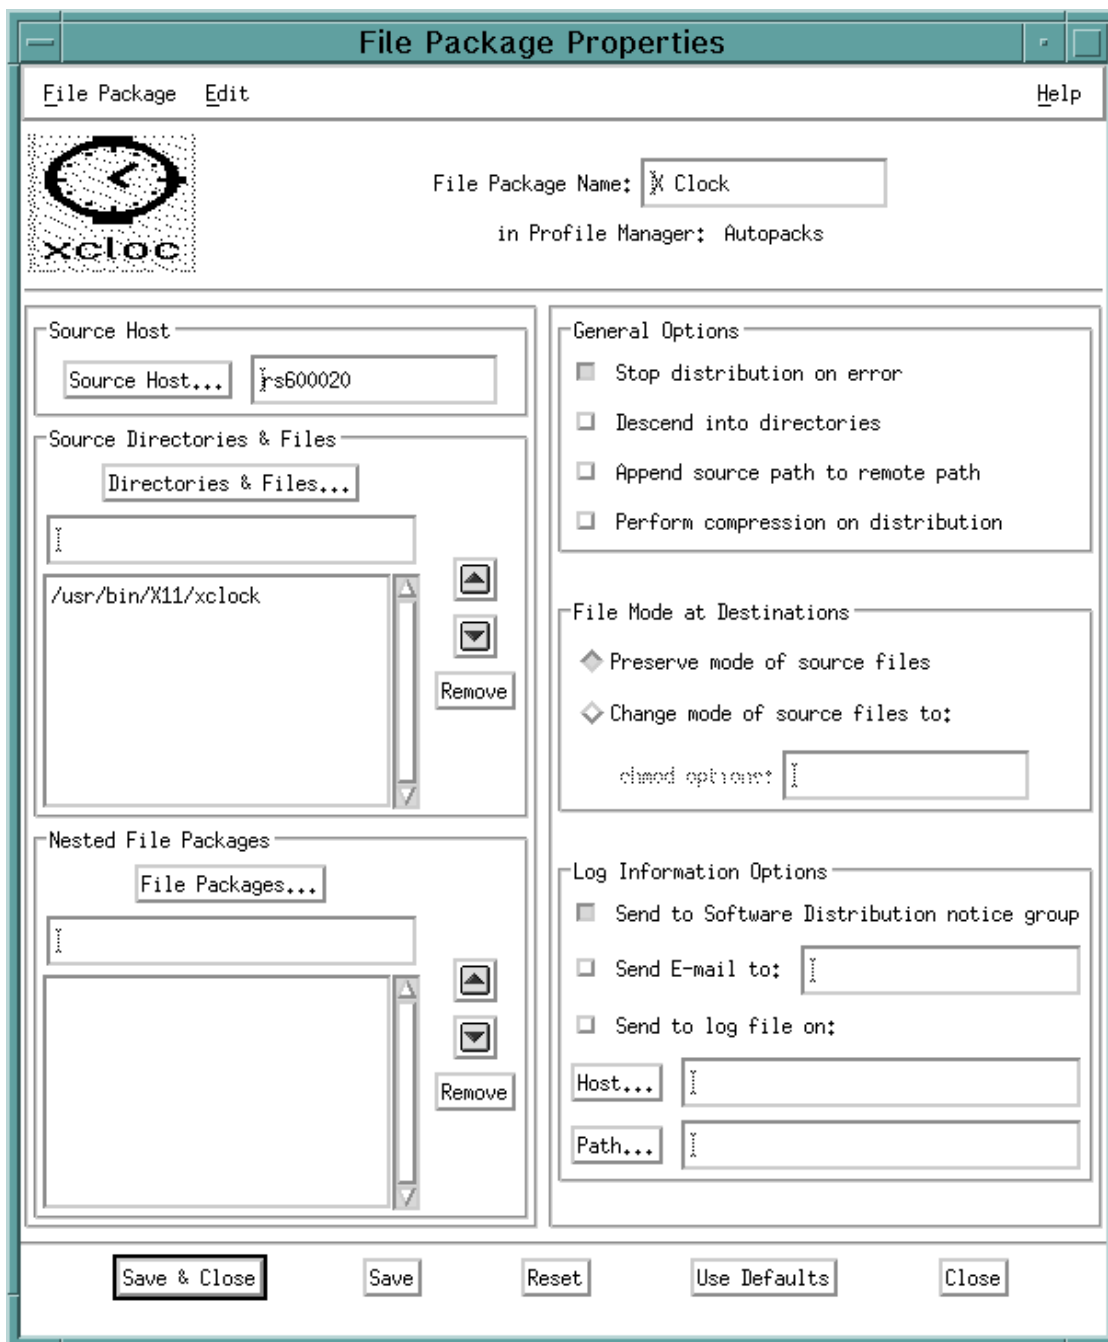 File Package Properties
File Package Edit Help
xcloc
File Package Name: X Clock
in Profile Manager: Autopacks
Source Host
Source Host... rs600020
Source Directories & Files
Directories & Files...
/usr/bin/X11/xclock
Remove
Nested File Packages
File Packages...
Remove
General Options
Stop distribution on error
Descend into directories
Append source path to remote path
Perform compression on distribution
File Mode at Destinations
Preserve mode of source files
Change mode of source files to:
chmod options:
Log Information Options
Send to Software Distribution notice group
Send E-mail to:
Send to log file on:
Host...
Path...
Save & Close Save Reset Use Defaults Close